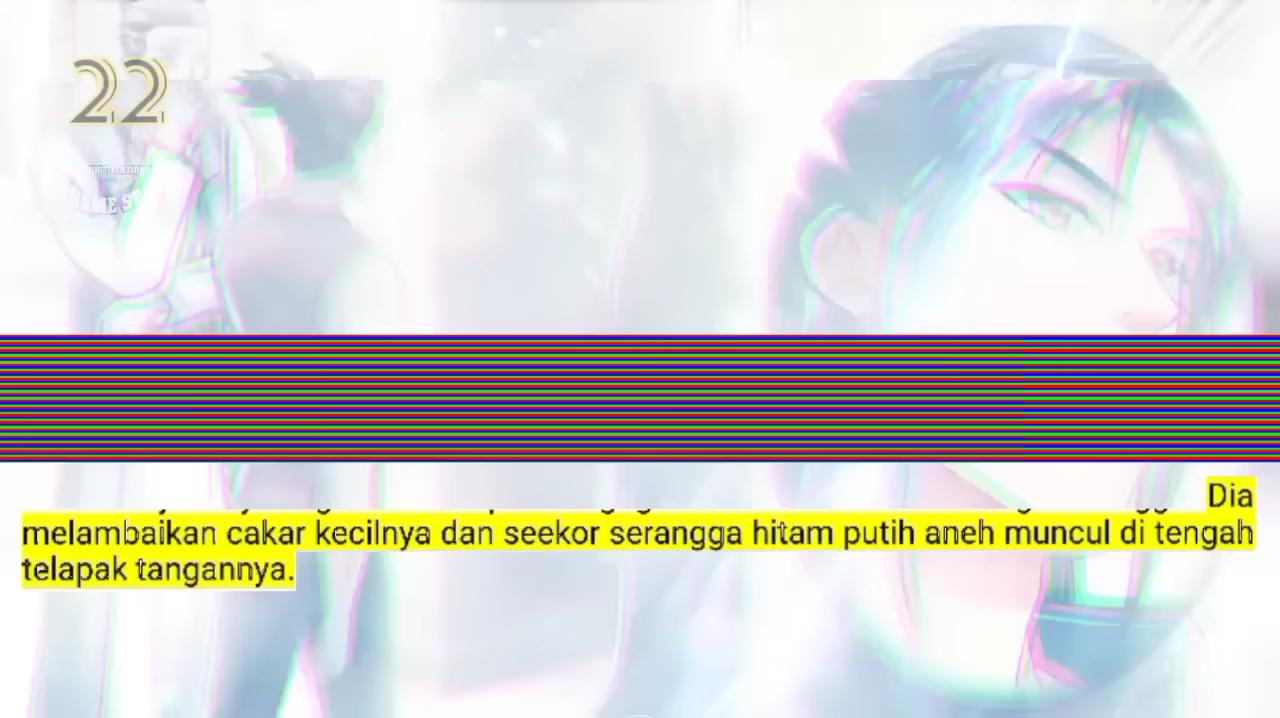 22
Dia
melambaikan cakar kecilnya dan seekor serangga hitam putih aneh muncul di tengah
telapak tangannya.